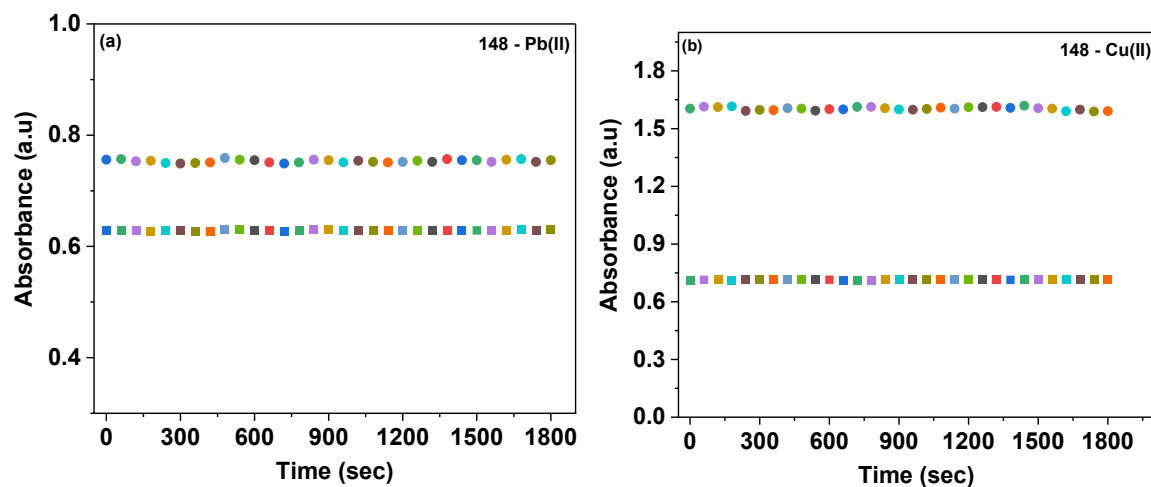 (a)
148 - Pb(II)
1.0
0.8
0.6
0.4
Absorbance (a.u)
0 300 600 900 1200 1500 1800
Time (sec)
(b)
148 - Cu(II)
1.8
1.5
1.2
0.9
0.6
0.3
0.0
Absorbance (a.u)
0 300 600 900 1200 1500 1800
Time (sec)